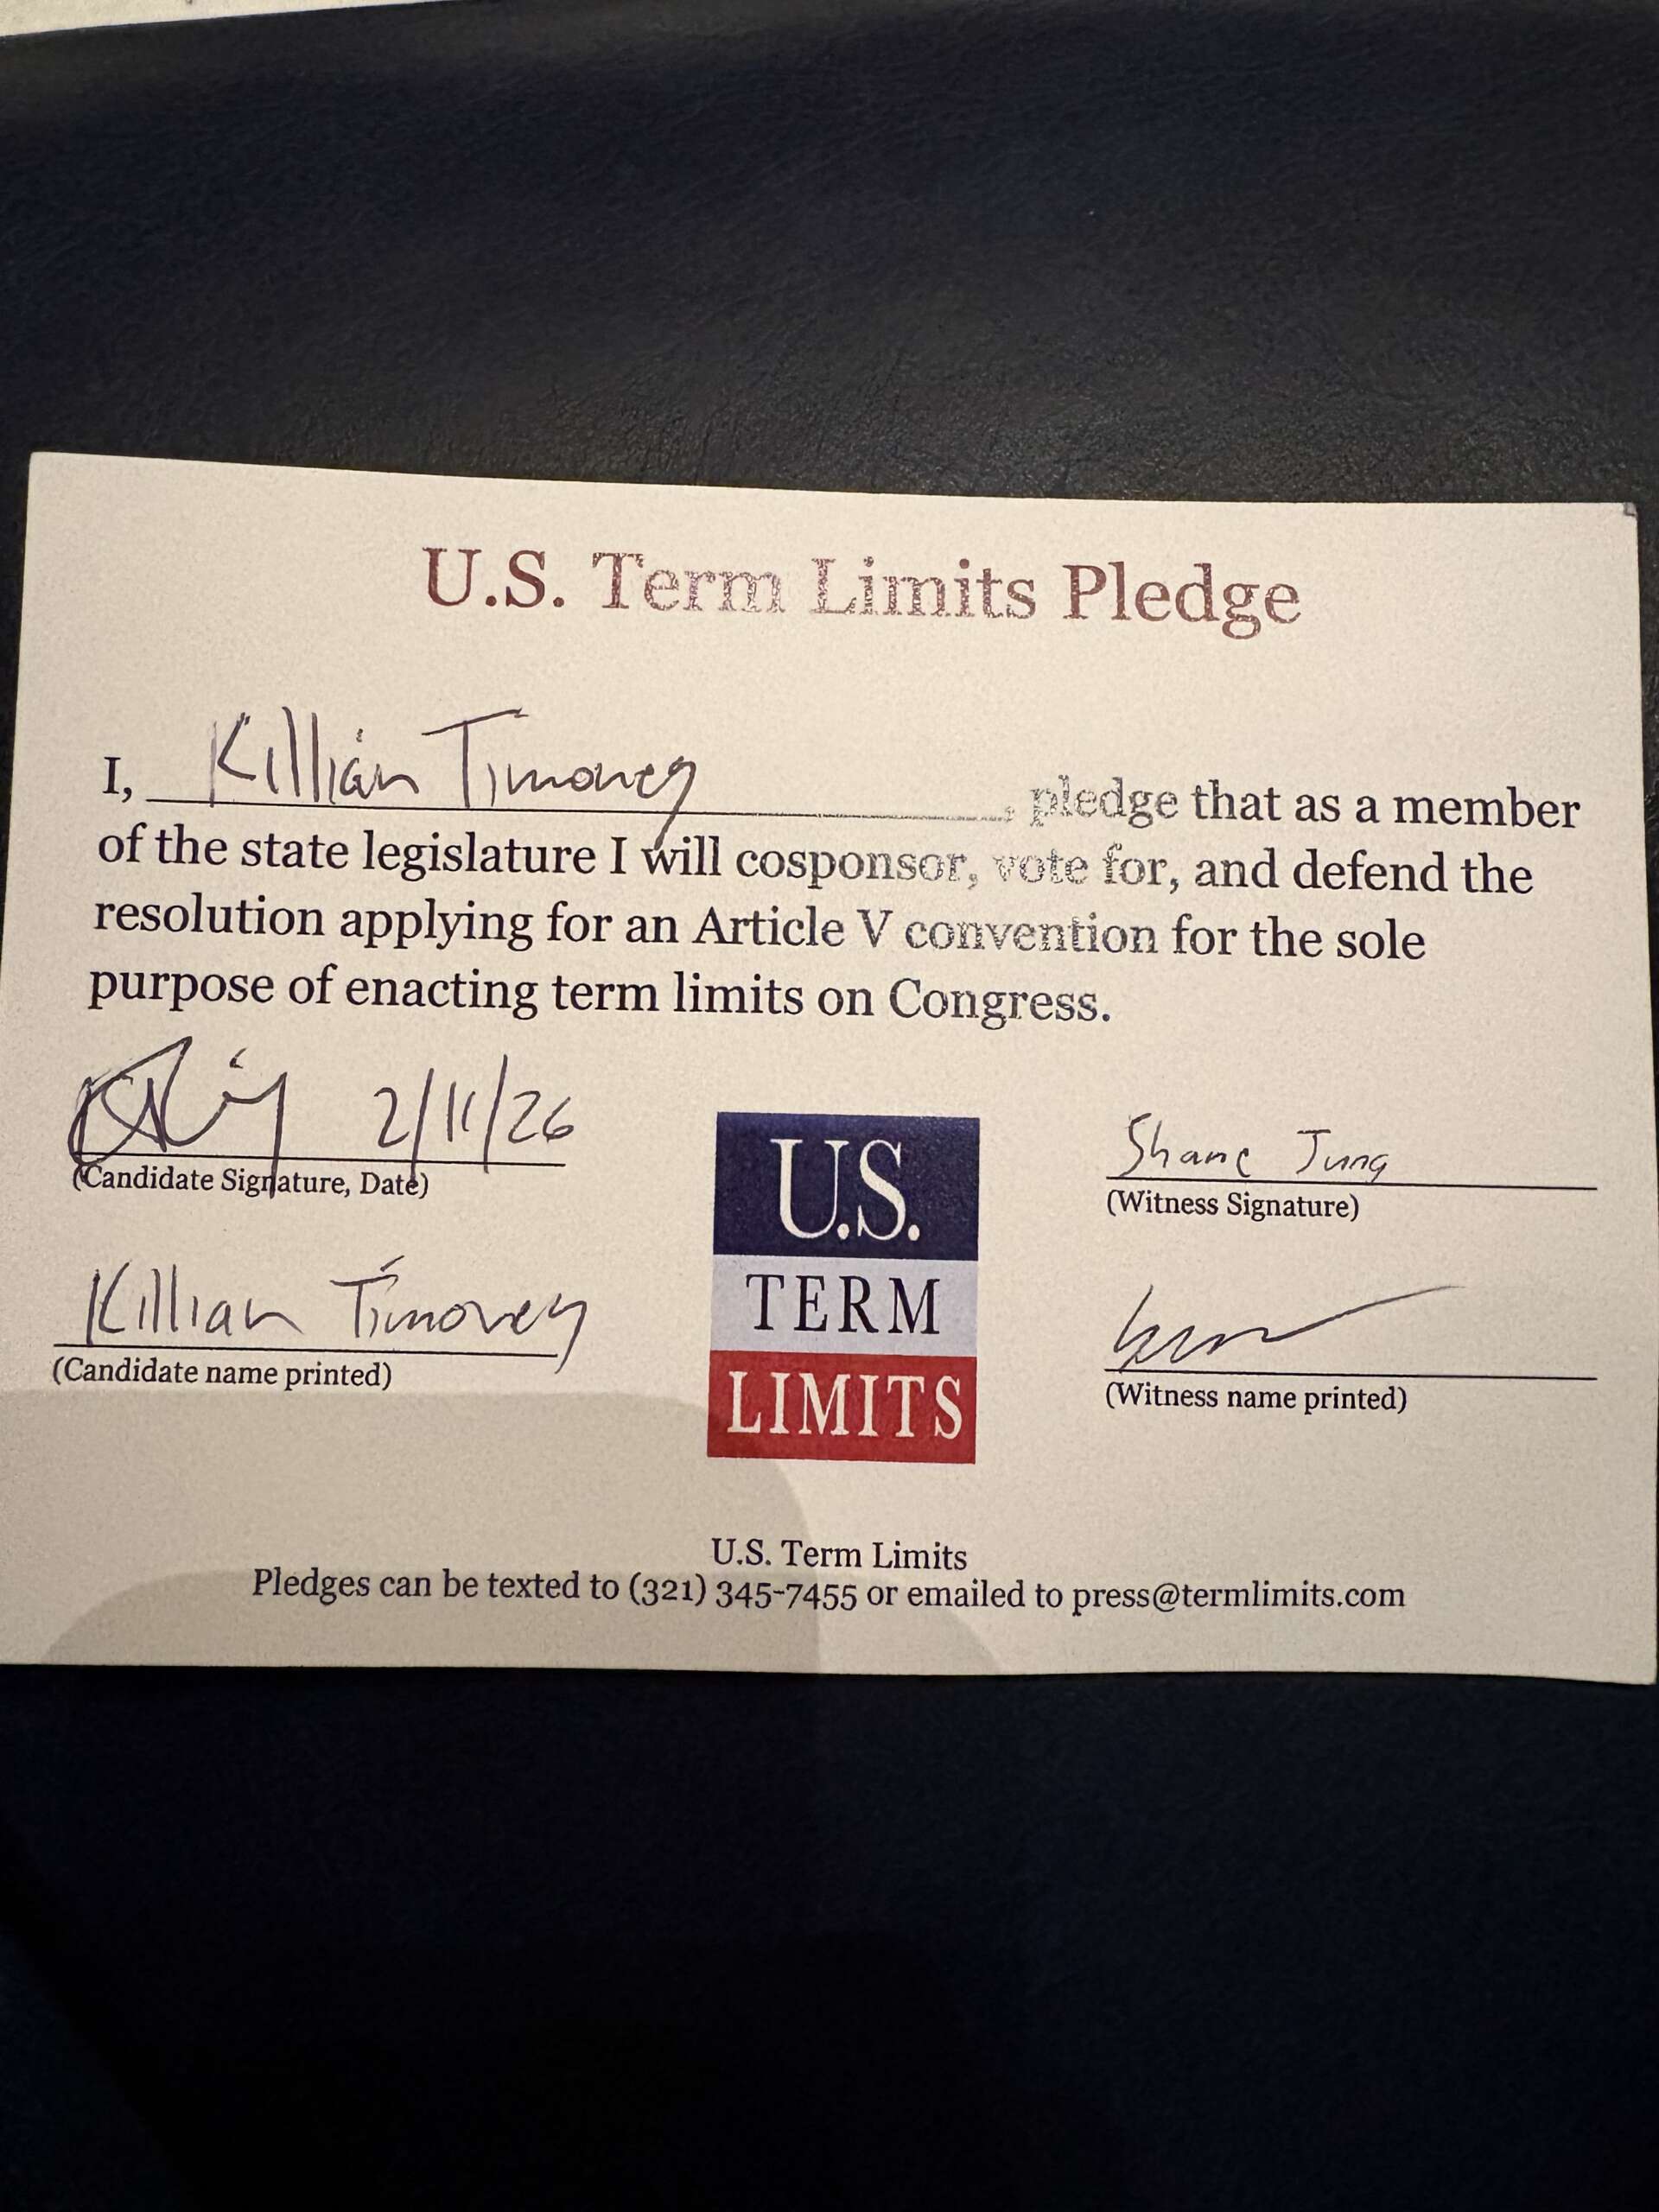 U.S. Term Limits Pledge
I, Killian Timoney, pledge that as a member
of the state legislature I will cosponsor, vote for, and defend the
resolution applying for an Article V convention for the sole
purpose of enacting term limits on Congress.
2/11/26
(Candidate Signature, Date)
Shane Jung
(Witness Signature)
Killian Timoney
(Candidate name printed)
(Witness name printed)
U.S.
TERM
LIMITS
U.S. Term Limits
Pledges can be texted to (321) 345-7455 or emailed to press@termlimits.com